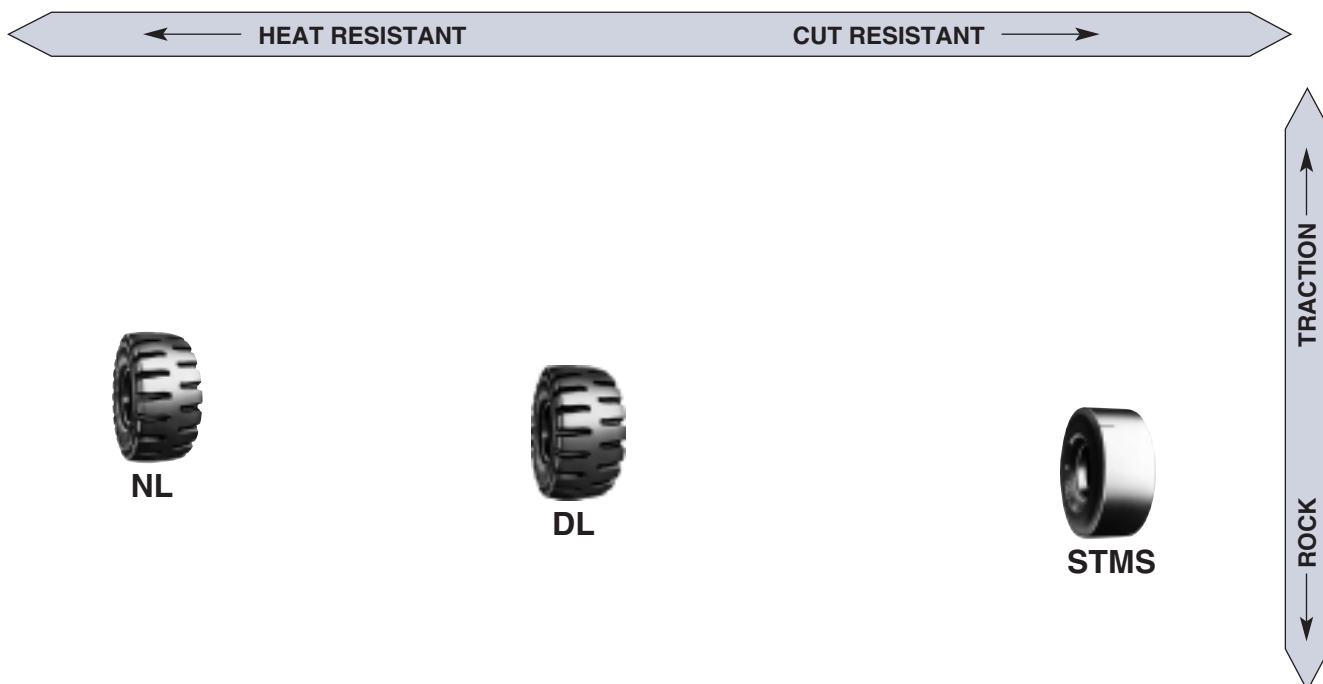 HEAT RESISTANT
CUT RESISTANT
TRACTION
ROCK
NL
DL
STMS